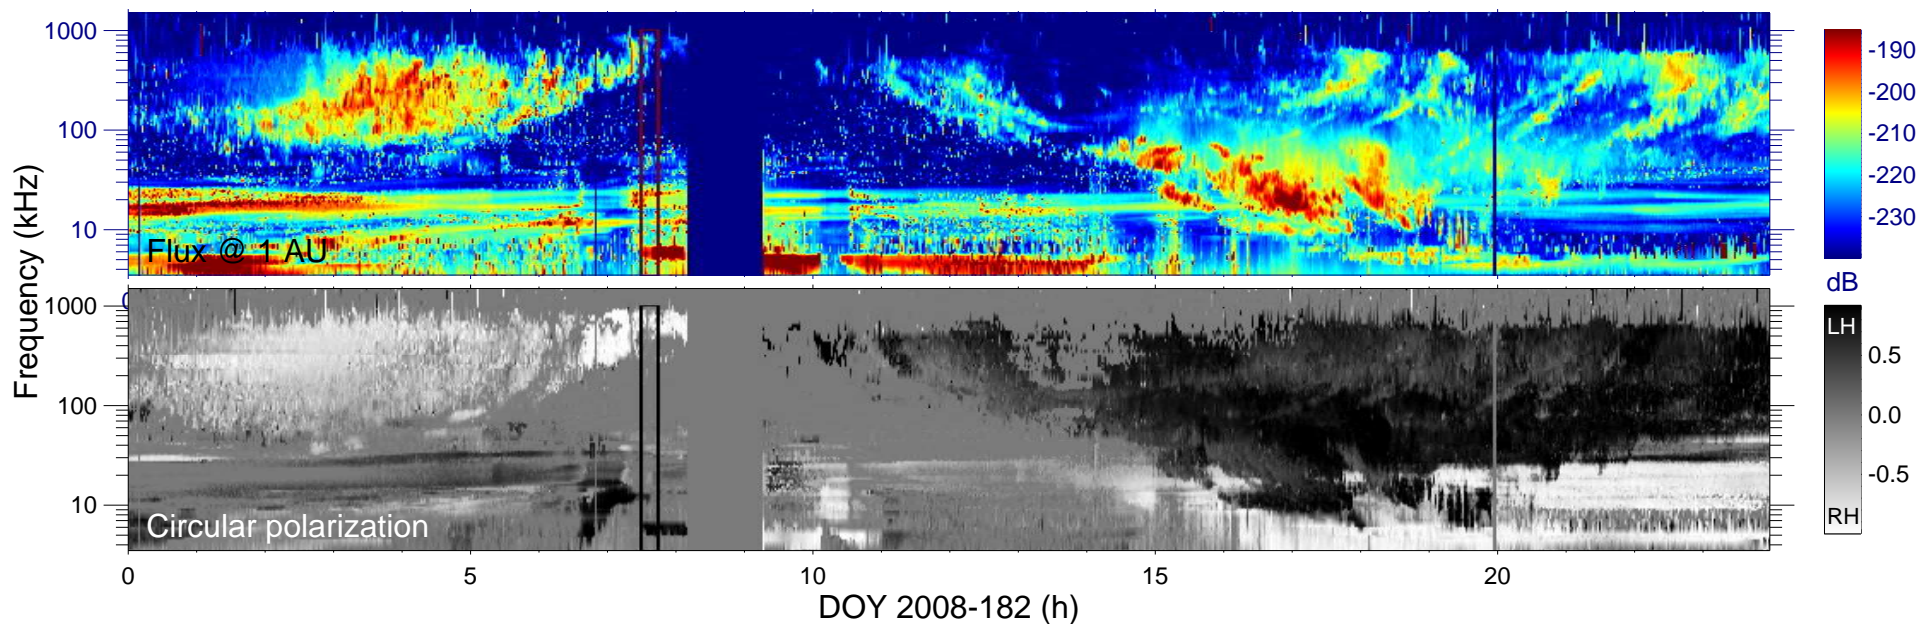 1000
100
10
Flux @ 1 AU
-190
-200
-210
-220
-230
dB
Frequency (kHz)
0
1000
100
10
Circular polarization
LH
0.5
0.0
-0.5
RH
0 5 10 15 20
DOY 2008-182 (h)